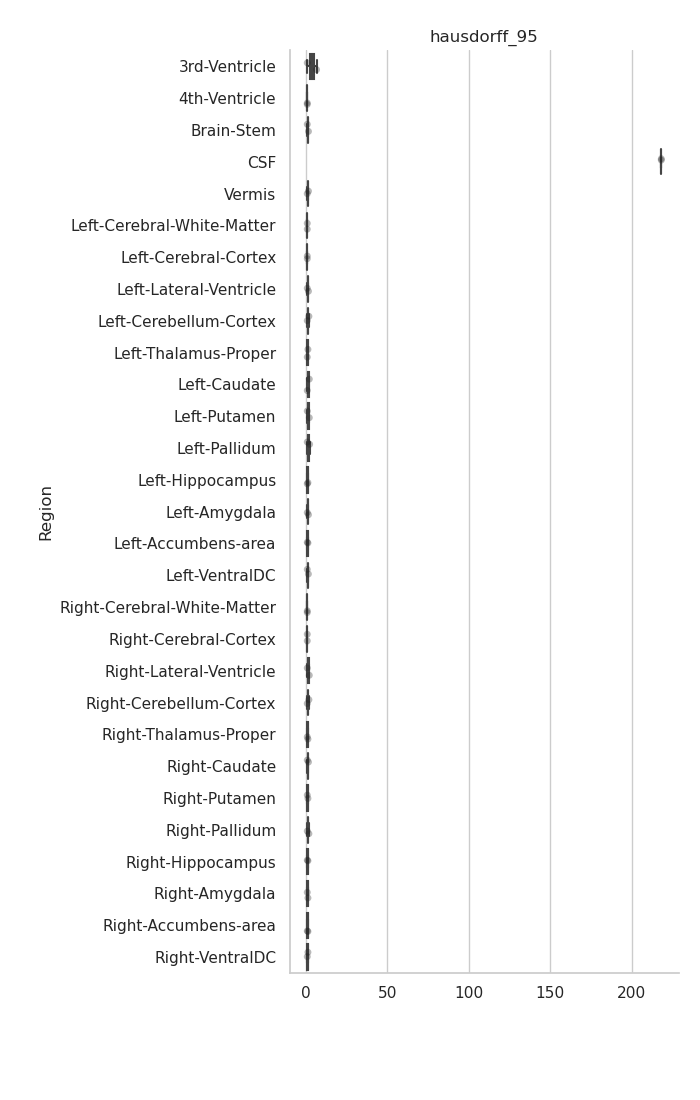 hausdorff_95
3rd-Ventricle
4th-Ventricle
Brain-Stem
CSF
Vermis
Left-Cerebral-White-Matter
Left-Cerebral-Cortex
Left-Lateral-Ventricle
Left-Cerebellum-Cortex
Left-Thalamus-Proper
Left-Caudate
Left-Putamen
Left-Pallidum
Left-Hippocampus
Left-Amygdala
Left-Accumbens-area
Left-VentralDC
Right-Cerebral-White-Matter
Right-Cerebral-Cortex
Right-Lateral-Ventricle
Right-Cerebellum-Cortex
Right-Thalamus-Proper
Right-Caudate
Right-Putamen
Right-Pallidum
Right-Hippocampus
Right-Amygdala
Right-Accumbens-area
Right-VentralDC
Region
0 50 100 150 200